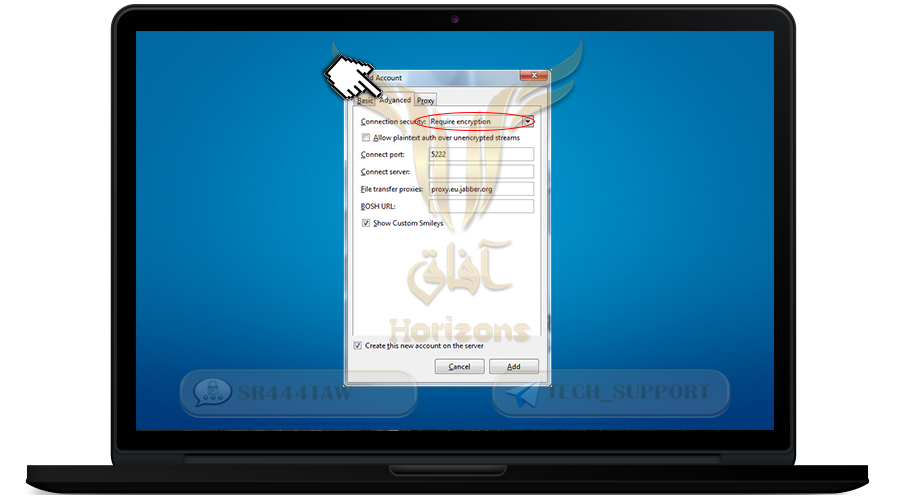 Add Account
Basic Advanced Proxy
Connection security: Require encryption
Allow plaintext auth over unencrypted streams
Connect port: 5222
Connect server:
File transfer proxies: proxy.eu.jabber.org
BOSH URL:
Show Custom Smileys
آفاق
Horizons
Create this new account on the server
Cancel Add
SR444TAW TECH_SUPPORT